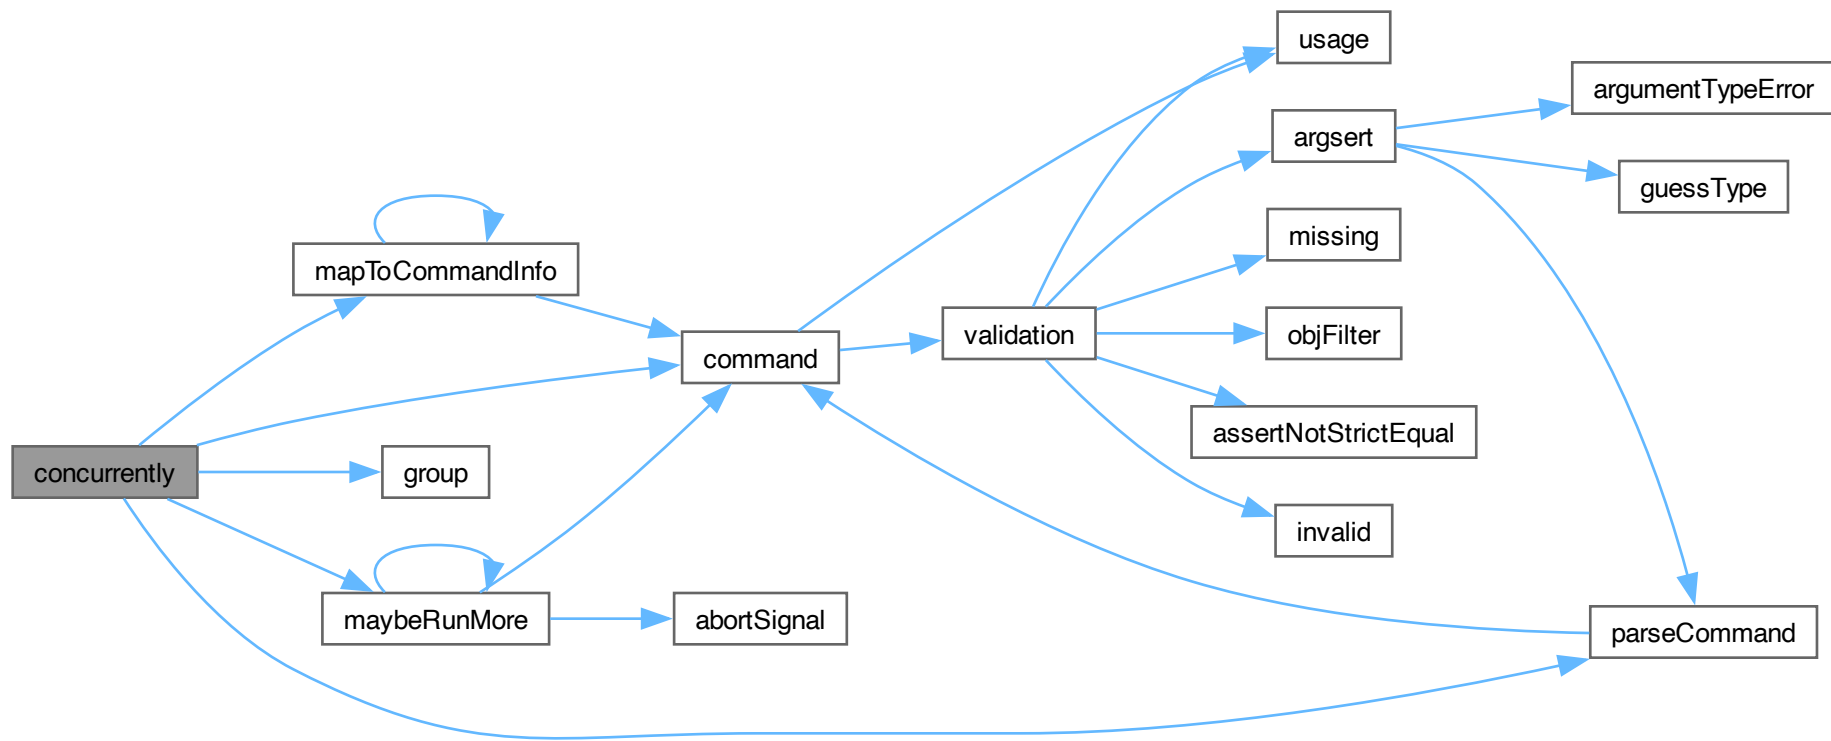 usage
argumentTypeError
argsert
guessType
missing
mapToCommandInfo
validation
objFilter
command
assertNotStrictEqual
concurrently
group
invalid
maybeRunMore
abortSignal
parseCommand